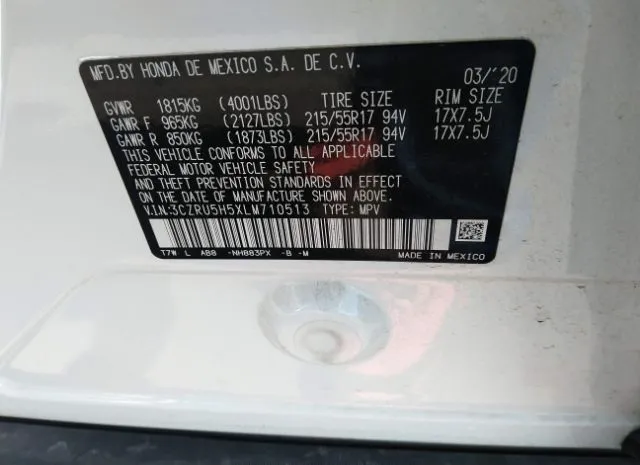 MFD.BY HONDA DE MEXICO S.A. DE C.V. 03/'20
GVWR 1815KG (4001LBS) TIRE SIZE RIM SIZE
GAWR F 965KG (2127LBS) 215/55R17 94V 17X7.5J
GAWR R 850KG (1873LBS) 215/55R17 94V 17X7.5J
THIS VEHICLE CONFORMS TO ALL APPLICABLE
FEDERAL MOTOR VEHICLE SAFETY
AND THEFT PREVENTION STANDARDS IN EFFECT
ON THE DATE OF MANUFACTURE SHOWN ABOVE.
V.I.N:3CZRU5H5XLM710513 TYPE: MPV
T7W L AB8 -NH883PX -B -M MADE IN MEXICO